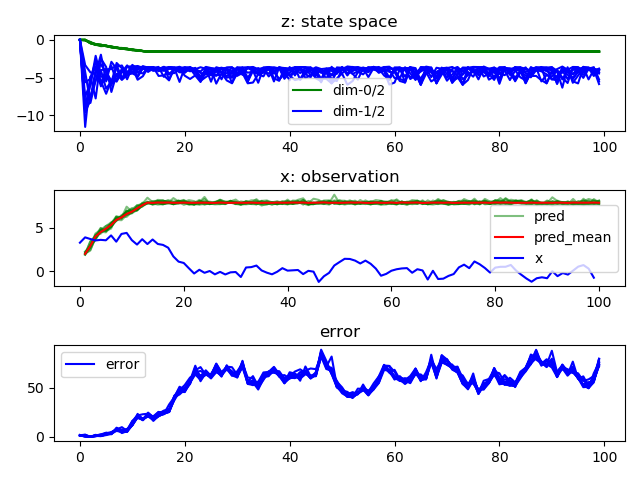 z: state space
0
−5
−10
dim-0/2
dim-1/2
0 20 40 60 80 100
x: observation
5
0
pred
pred_mean
x
0 20 40 60 80 100
error
50
0
error
0 20 40 60 80 100